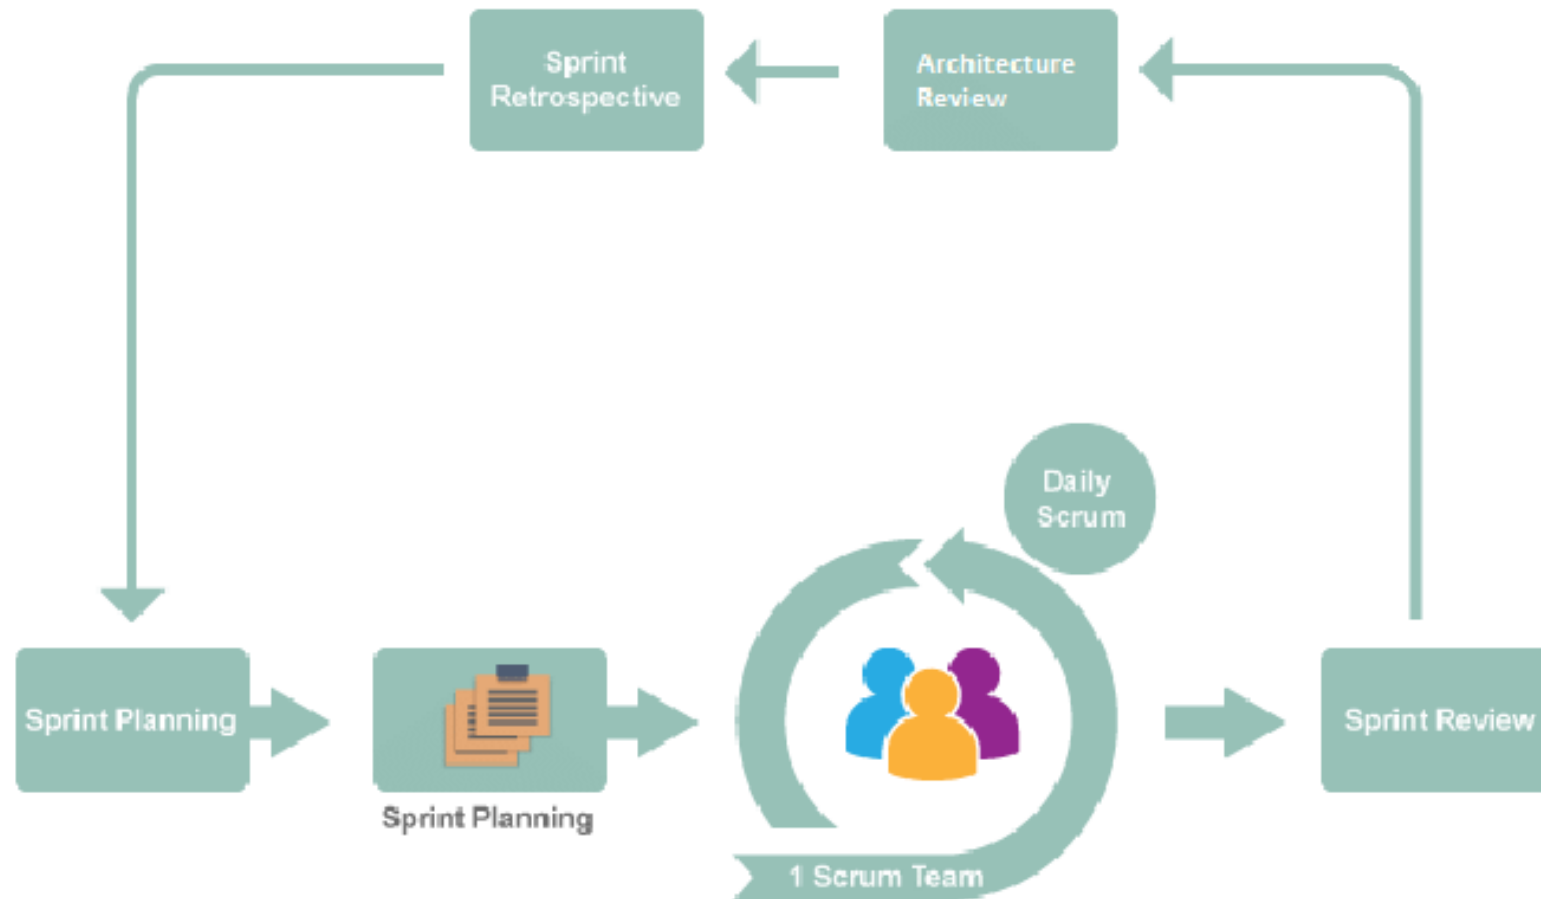 Sprint
Retrospective
Architecture
Review
Daily
Scrum
Sprint Planning
Sprint Planning
1 Scrum Team
Sprint Review